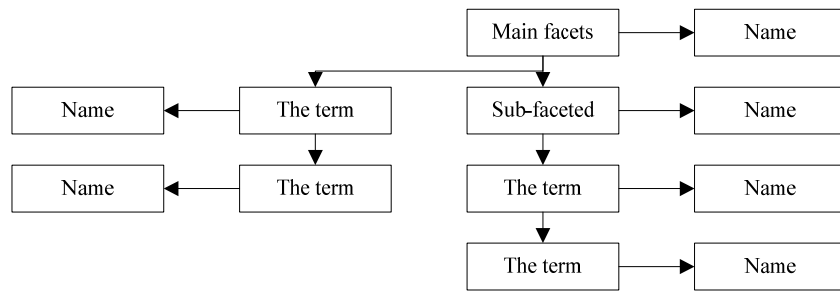 Main facets Name
Name The term Sub-faceted Name
Name The term The term Name
The term Name